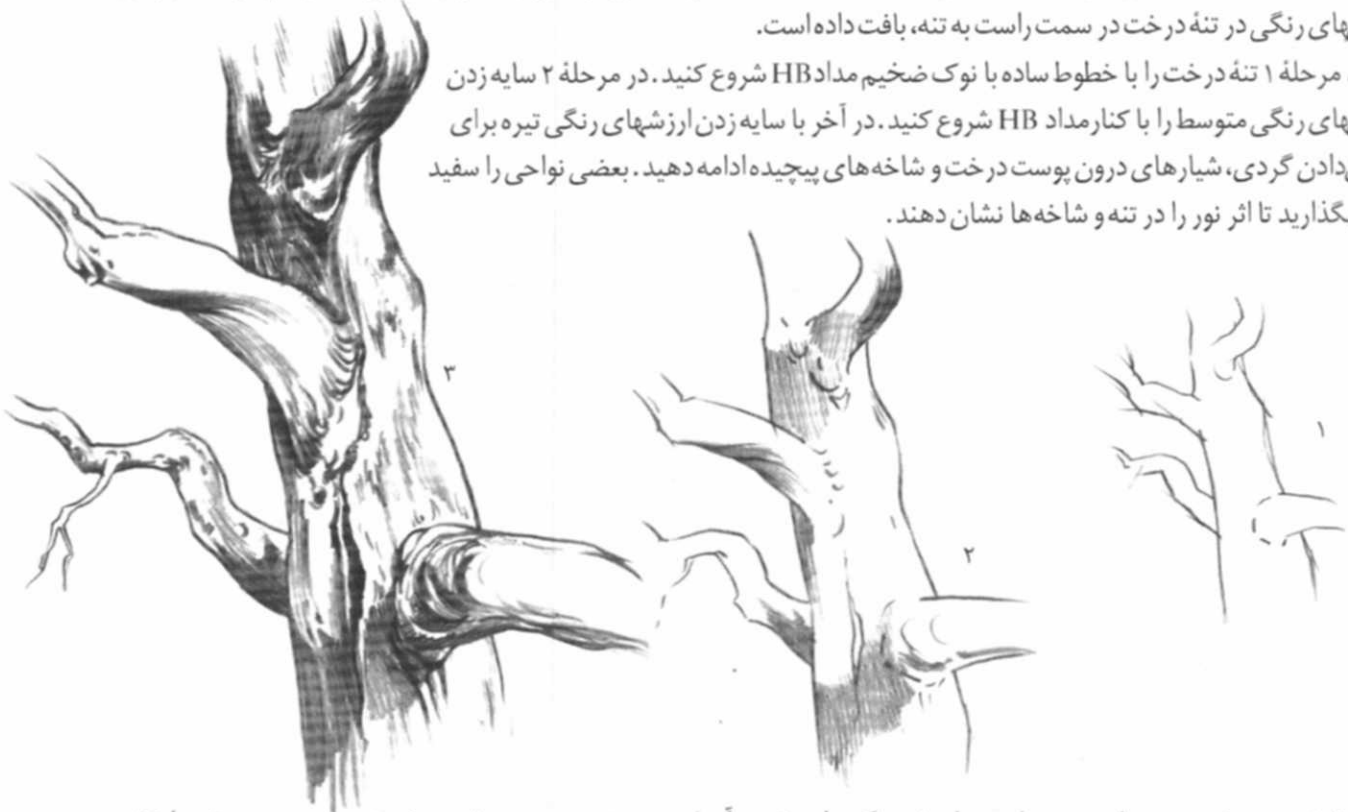 های رنگی در تنهٔ درخت در سمت راست به تنه، بافت داده است.
مرحلهٔ ۱ تنهٔ درخت را با خطوط ساده با نوک ضخیم مداد HB شروع کنید. در مرحلهٔ ۲ سایه زدن
های رنگی متوسط را با کنار مداد HB شروع کنید. در آخر با سایه زدن ارزشهای رنگی تیره برای
دادن گردی، شیارهای درون پوست درخت و شاخه‌های پیچیده ادامه دهید. بعضی نواحی را سفید
بگذارید تا اثر نور را در تنه و شاخه‌ها نشان دهند.
۳
۱
۲